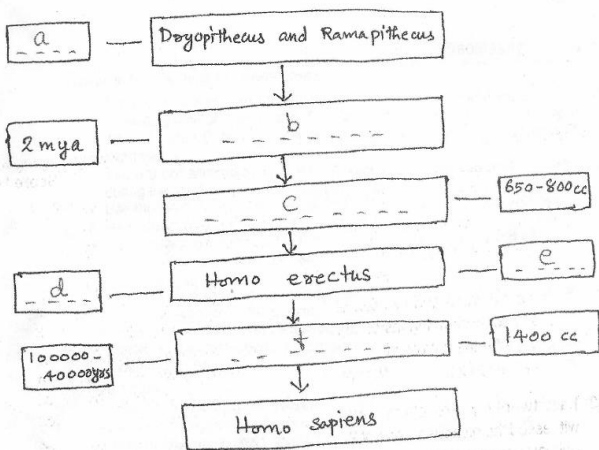 a
Dryopithecus and Ramapithecus
2 mya
b
C
650-800cc
d
Homo erectus
e
100000-
40000yrs
f
1400 cc
Homo sapiens